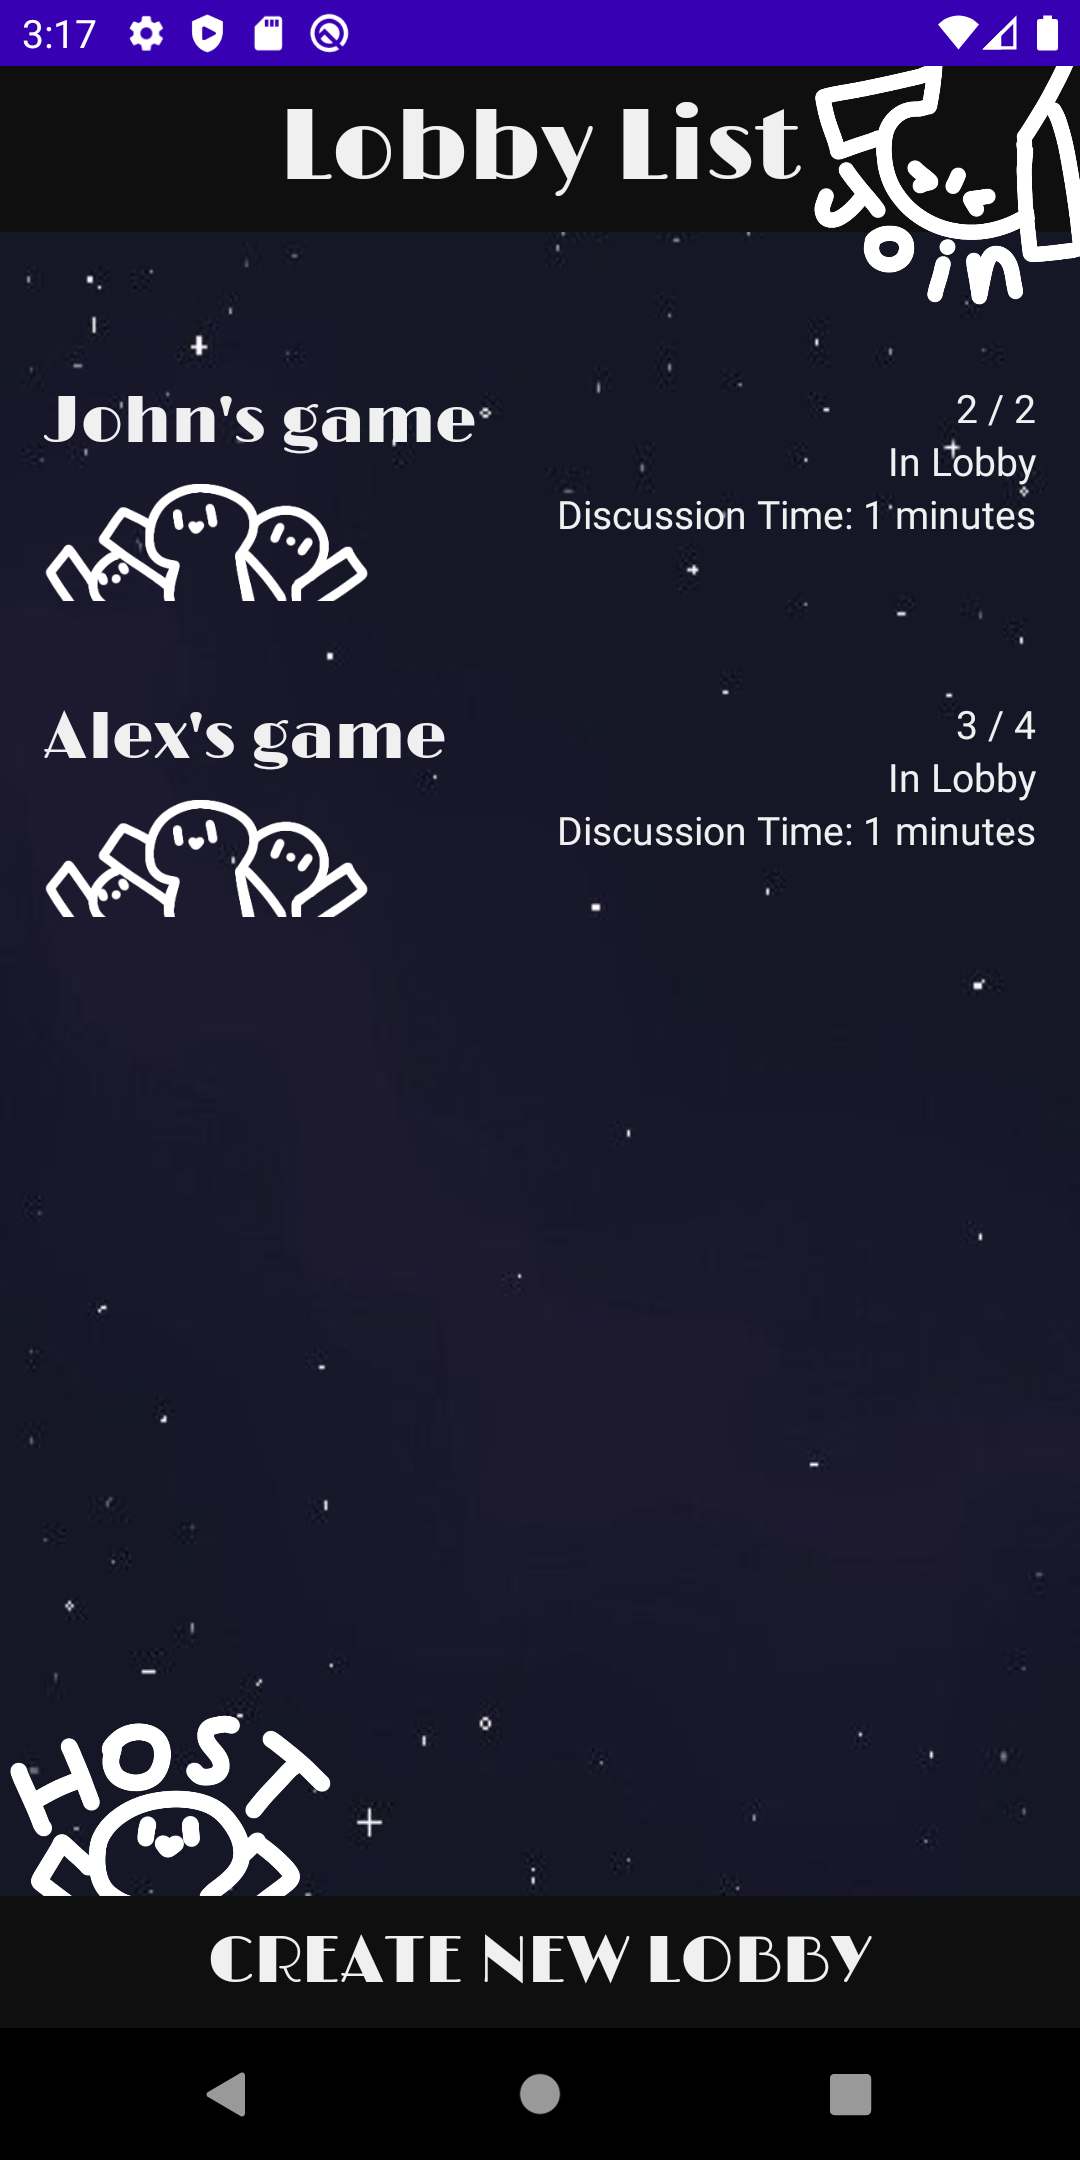 3:17
Lobby List
JOin
John's game
2 / 2
In Lobby
Discussion Time: 1 minutes
Alex's game
3 / 4
In Lobby
Discussion Time: 1 minutes
HOST
CREATE NEW LOBBY